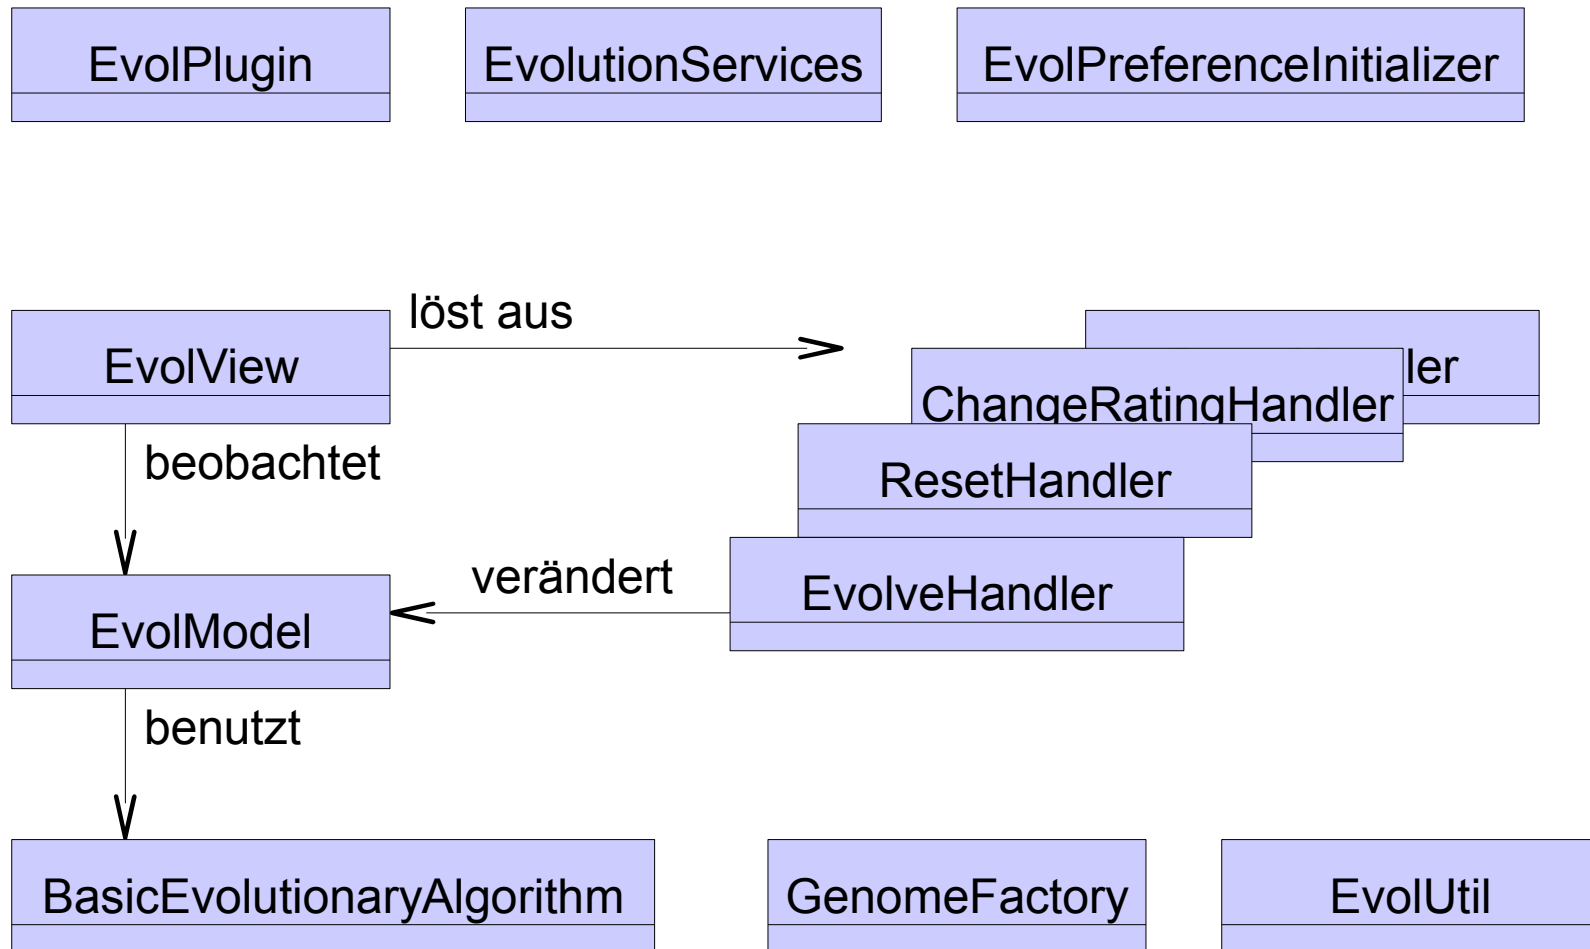 EvolPlugin
EvolutionServices
EvolPreferenceInitializer
löst aus
EvolView
ler
ChangeRatingHandler
beobachtet
ResetHandler
verändert
EvolveHandler
EvolModel
benutzt
BasicEvolutionaryAlgorithm
GenomeFactory
EvolUtil